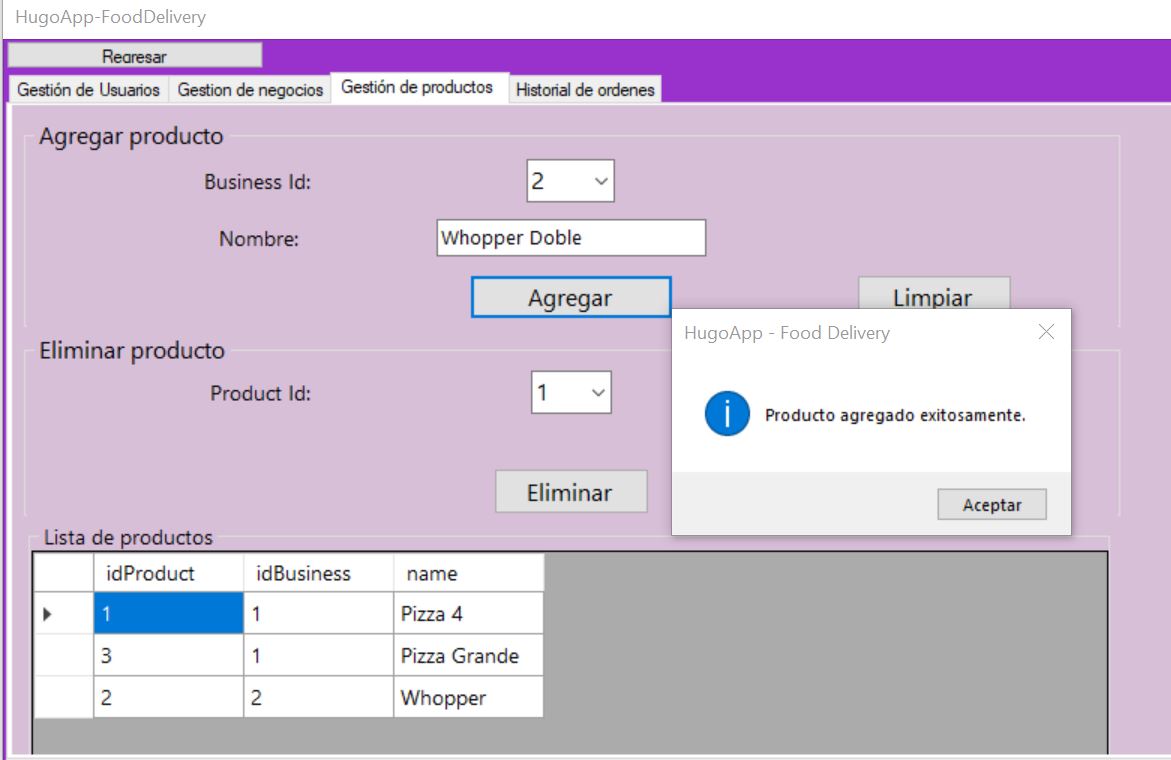 HugoApp-FoodDelivery
Regresar
Gestión de Usuarios Gestion de negocios Gestión de productos Historial de ordenes
Agregar producto
Business Id: 2
Nombre: Whopper Doble
Agregar Limpiar
HugoApp - Food Delivery
Producto agregado exitosamente.
Aceptar
Eliminar producto
Product Id: 1
Eliminar
Lista de productos
idProduct idBusiness name
1 1 Pizza 4
3 1 Pizza Grande
2 2 Whopper